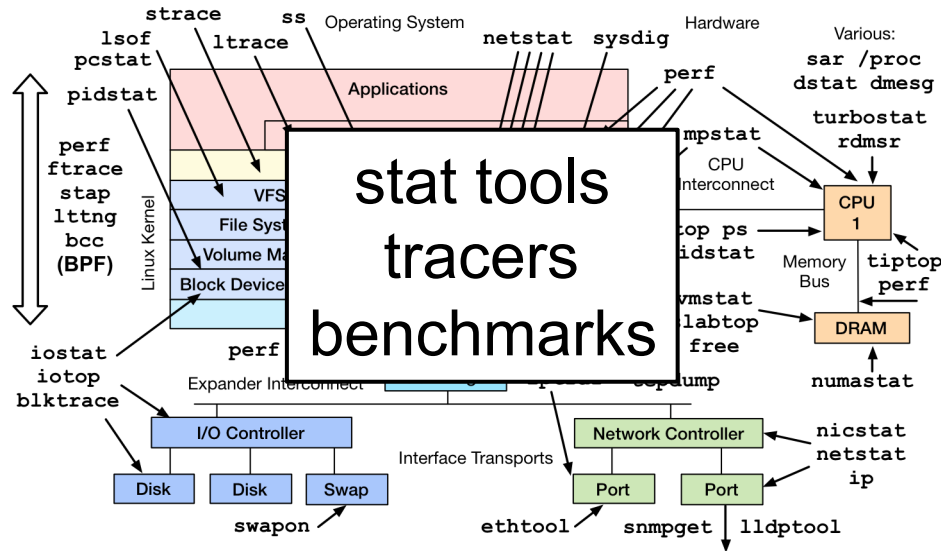 strace
ss
Operating System
Hardware
Various:
lsof
ltrace
netstat
sysdig
sar /proc
pcstat
dstat dmesg
pidstat
Applications
perf
turbostat
rdmsr
mpstat
CPU
Interconnect
perf
ftrace
stap
lttng
bcc
(BPF)
Linux Kernel
VFS
File Sys
Volume Ma
Block Device
stat tools
tracers
benchmarks
CPU
1
top ps
idstat
Memory
Bus
tiptop
perf
vmstat
labtop
free
DRAM
numastat
iostat
iotop
blktrace
perf
Expander Interconnect
I/O Controller
Network Controller
nicstat
netstat
ip
Interface Transports
Disk
Disk
Swap
Port
Port
swapon
ethtool
snmpget
lldptool